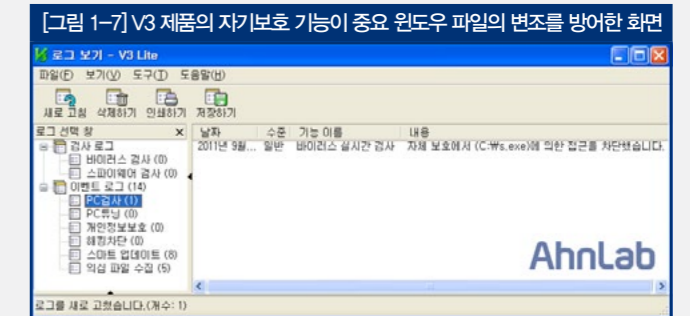 [그림 1-7] V3 제품의 자기보호 기능이 중요 윈도우 파일의 변조를 방어한 화면
로그 보기 - V3 Lite
파일(F) 보기(V) 도구(T) 도움말(H)
새로 고침 삭제하기 인쇄하기 저장하기
로그 선택 창 x 날짜 수준 기능 이름 내용
검사 로그 2011년 9월... 일반 바이러스 실시간 검사 자체 보호에서 (C:₩s.exe)에 의한 접근을 차단했습니다.
바이러스 검사 (0)
스파이웨어 검사 (0)
이벤트 로그 (14)
PC검사 (1)
PC튜닝 (0)
개인정보보호 (0)
해킹차단 (0)
스마트 업데이트 (8)
의심 파일 수집 (5)
AhnLab
로그를 새로 고쳤습니다.(개수: 1)